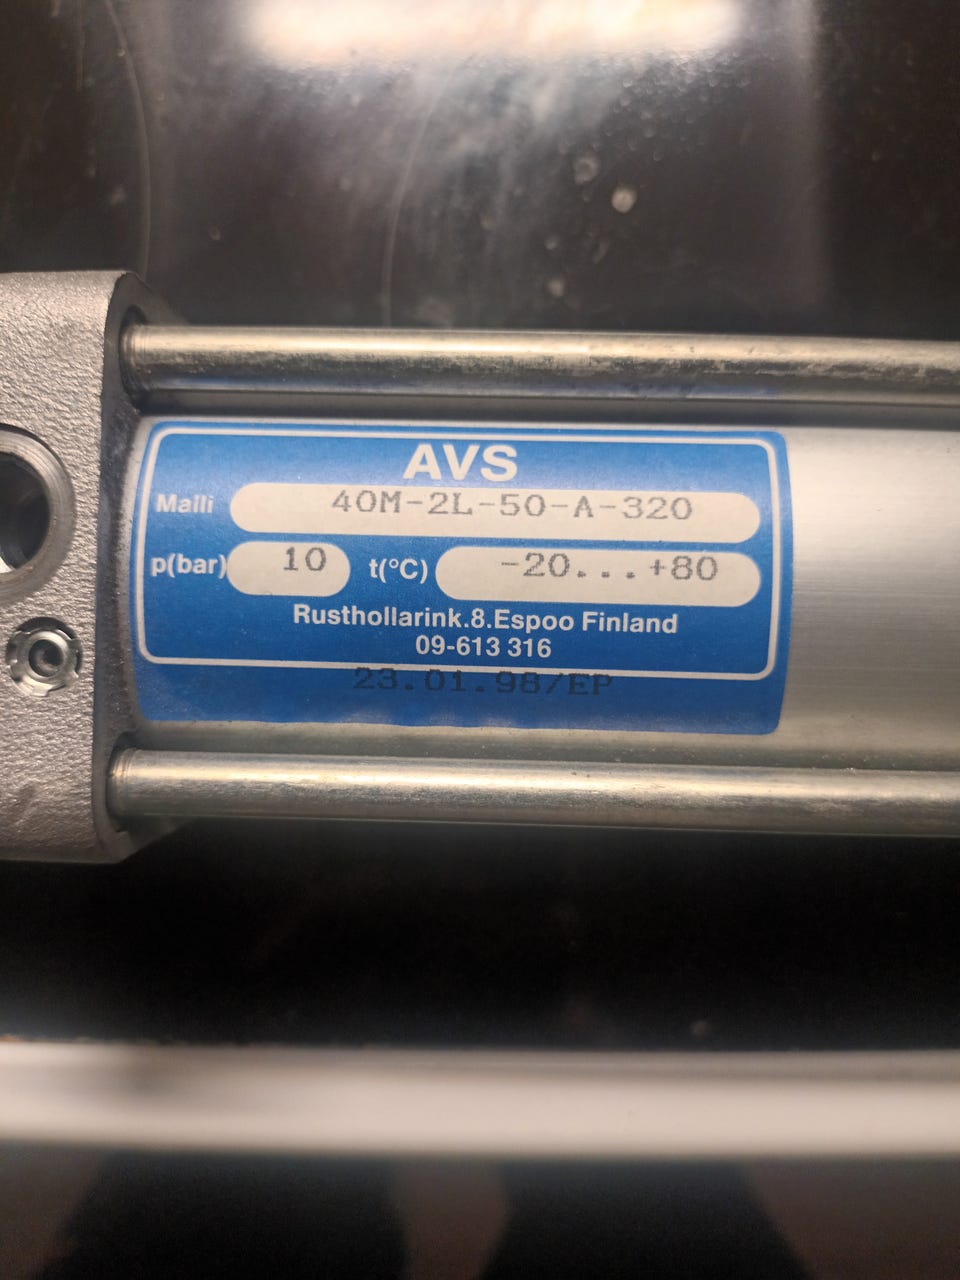 AVS
Malli 40M-2L-50-A-320
p(bar) 10 t(°C) -20...+80
Rusthollarink.8.Espoo Finland
09-613 316
23.01.98/EP